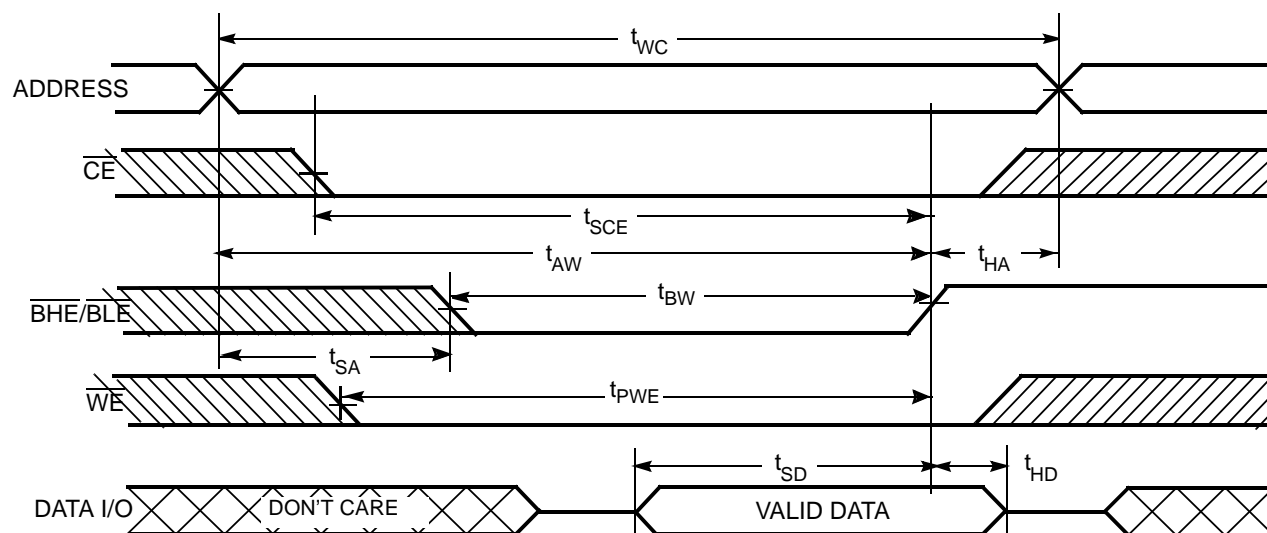 tWC
ADDRESS
CE
tSCE
tAW
tHA
BHE/BLE
tBW
tSA
WE
tPWE
tSD
tHD
DATA I/O
DON'T CARE
VALID DATA